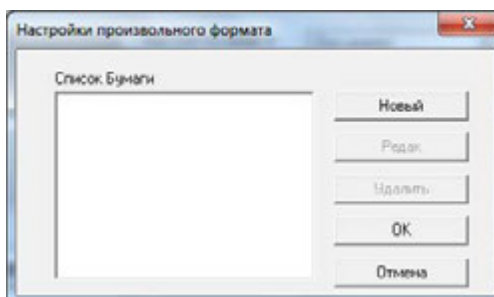 Настройки произвольного формата
Список Бумаги
Новый
Редак.
Удалить
OK
Отмена